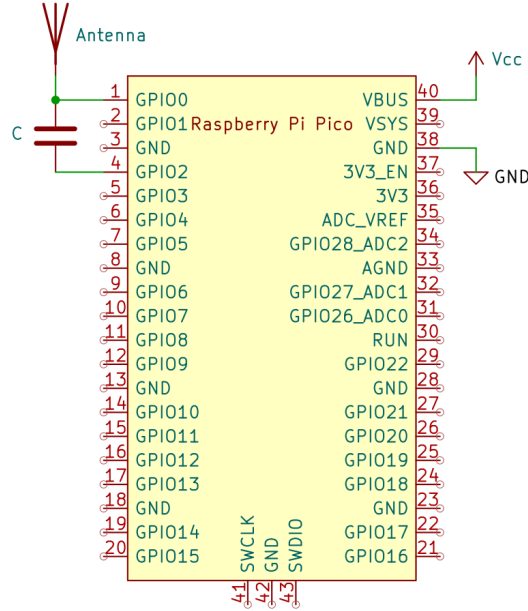 Antenna
Vcc
C
GND
Raspberry Pi Pico
1 GPIO0
2 GPIO1
3 GND
4 GPIO2
5 GPIO3
6 GPIO4
7 GPIO5
8 GND
9 GPIO6
10 GPIO7
11 GPIO8
12 GPIO9
13 GND
14 GPIO10
15 GPIO11
16 GPIO12
17 GPIO13
18 GND
19 GPIO14
20 GPIO15
VBUS 40
VSYS 39
GND 38
3V3_EN 37
3V3 36
ADC_VREF 35
GPIO28_ADC2 34
AGND 33
GPIO27_ADC1 32
GPIO26_ADC0 31
RUN 30
GPIO22 29
GND 28
GPIO21 27
GPIO20 26
GPIO19 25
GPIO18 24
GND 23
GPIO17 22
GPIO16 21
SWCLK 41
GND 42
SWDIO 43